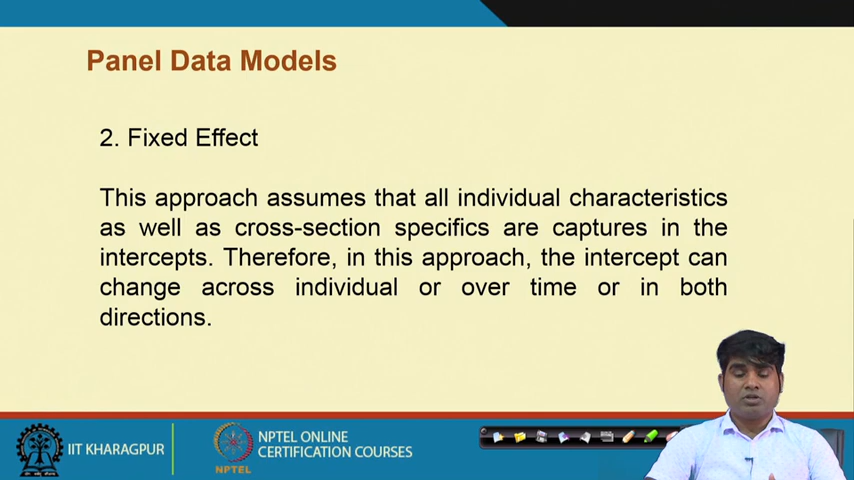 Panel Data Models
2. Fixed Effect
This approach assumes that all individual characteristics
as well as cross-section specifics are captures in the
intercepts. Therefore, in this approach, the intercept can
change across individual or over time or in both
directions.
IIT KHARAGPUR
NPTEL
NPTEL ONLINE
CERTIFICATION COURSES